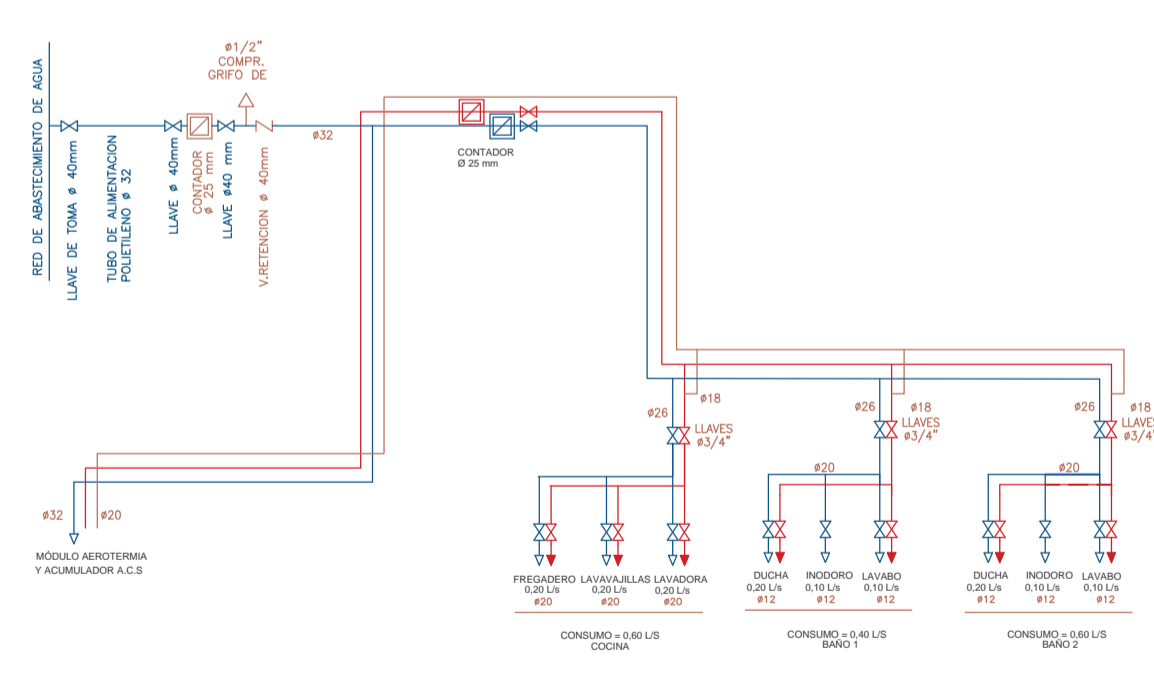 RED DE ABASTECIMIENTO DE AGUA
LLAVE DE TOMA ø 40mm
TUBO DE ALIMENTACION
POLIETILENO ø 32
LLAVE ø 40mm
CONTADOR
ø 25 mm
LLAVE ø40 mm
V.RETENCION ø 40mm
ø1/2"
COMPR.
GRIFO DE
ø32
CONTADOR
Ø 25 mm
ø32
ø20
MÓDULO AEROTERMIA
Y ACUMULADOR A.C.S
ø26
ø18
LLAVES
ø3/4"
ø26
ø18
LLAVES
ø3/4"
ø20
ø26
ø18
LLAVES
ø3/4"
ø20
FREGADERO
0,20 L/s
ø20
LAVAVAJILLAS
0,20 L/s
ø20
LAVADORA
0,20 L/s
ø20
CONSUMO = 0,60 L/S
COCINA
DUCHA
0,20 L/s
ø12
INODORO
0,10 L/s
ø12
LAVABO
0,10 L/s
ø12
CONSUMO = 0,40 L/S
BAÑO 1
DUCHA
0,20 L/s
ø12
INODORO
0,10 L/s
ø12
LAVABO
0,10 L/s
ø12
CONSUMO = 0,60 L/S
BAÑO 2